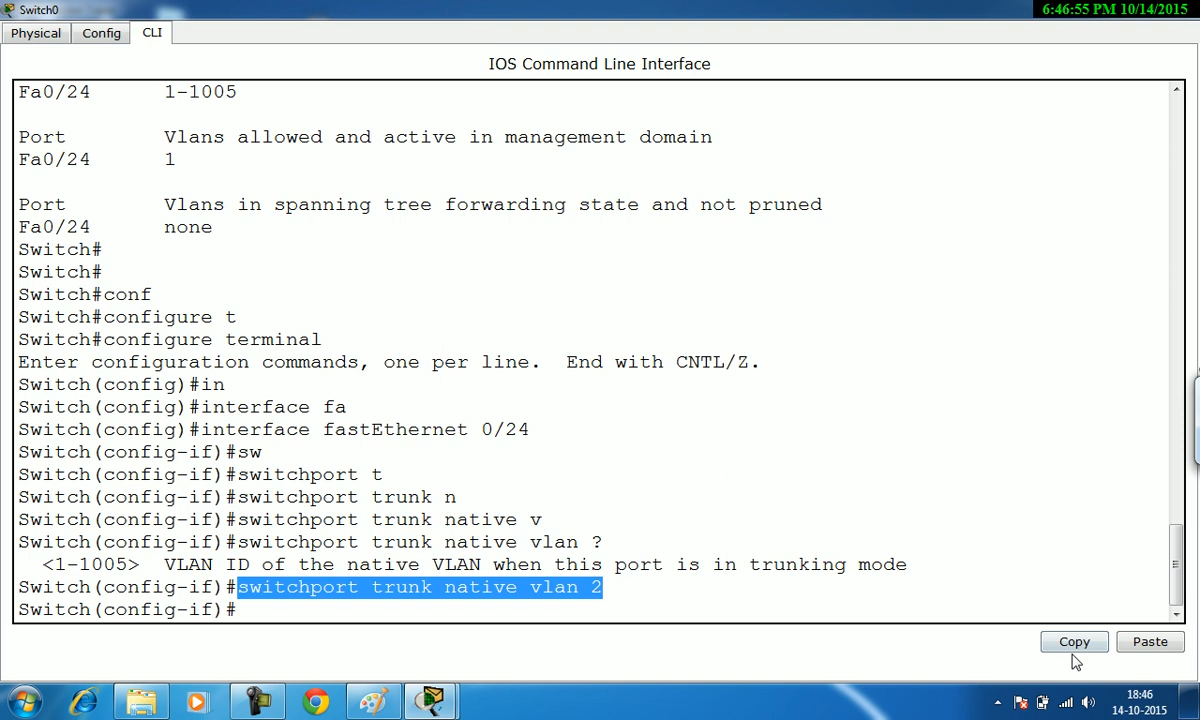 Switch0
6:46:55 PM 10/14/2015
Physical
Config
CLI
IOS Command Line Interface
Fa0/24 1-1005
Port Vlans allowed and active in management domain
Fa0/24 1
Port Vlans in spanning tree forwarding state and not pruned
Fa0/24 none
Switch#
Switch#
Switch#conf
Switch#configure t
Switch#configure terminal
Enter configuration commands, one per line. End with CNTL/Z.
Switch(config)#in
Switch(config)#interface fa
Switch(config)#interface fastEthernet 0/24
Switch(config-if)#sw
Switch(config-if)#switchport t
Switch(config-if)#switchport trunk n
Switch(config-if)#switchport trunk native v
Switch(config-if)#switchport trunk native vlan ?
<1-1005> VLAN ID of the native VLAN when this port is in trunking mode
Switch(config-if)#switchport trunk native vlan 2
Switch(config-if)#
Copy
Paste
18:46
14-10-2015